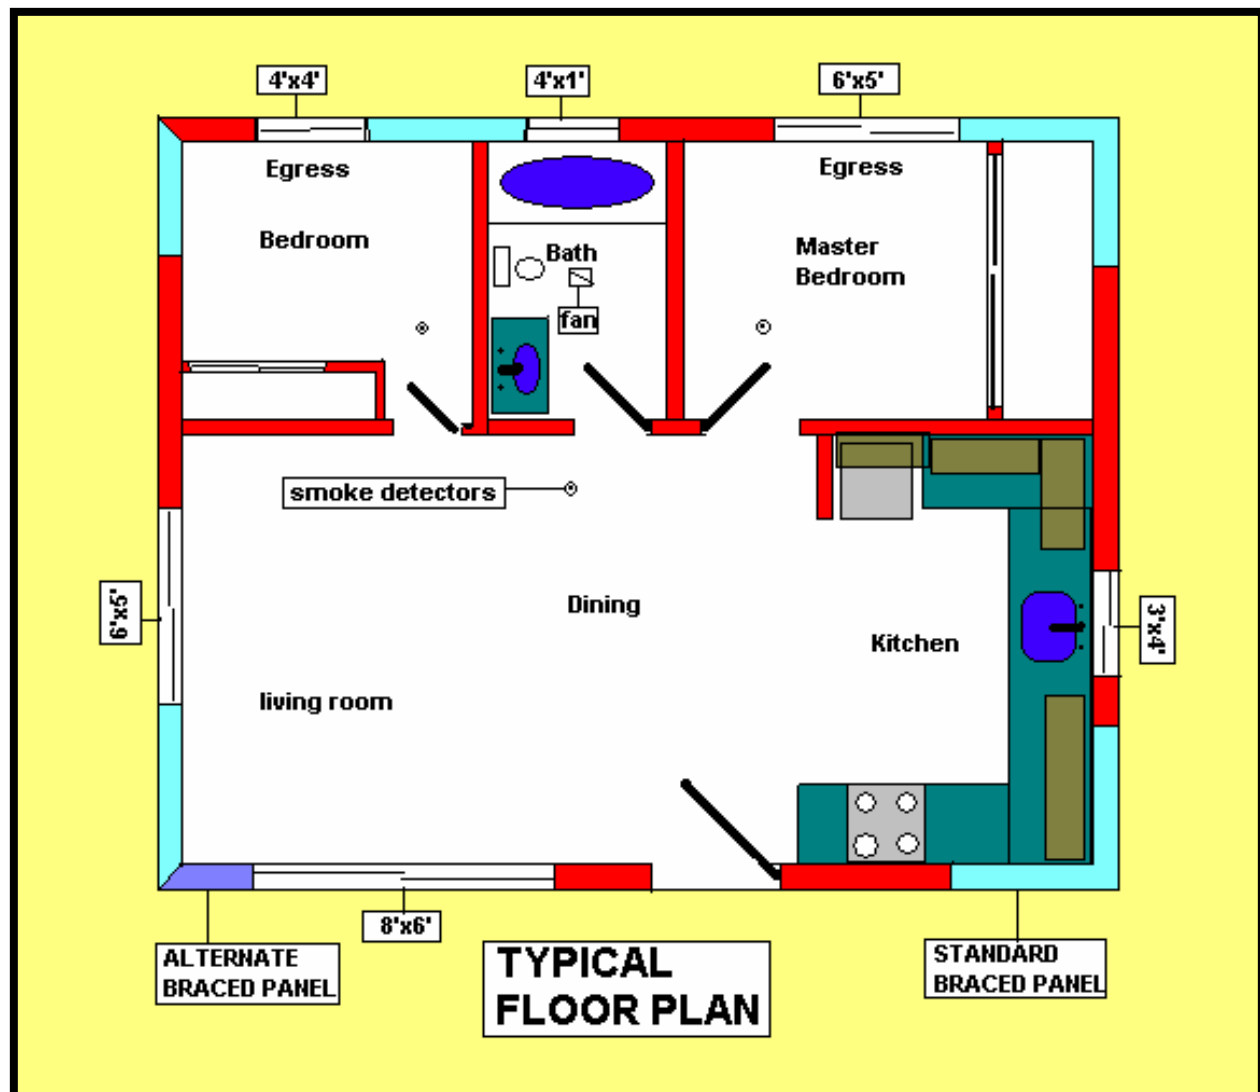 4'x4'
4'x1'
6'x5'
Egress
Egress
Bedroom
Bath
Master
Bedroom
fan
smoke detectors
6'x5'
Dining
3'x4'
Kitchen
living room
8'x6'
ALTERNATE
BRACED PANEL
TYPICAL
FLOOR PLAN
STANDARD
BRACED PANEL